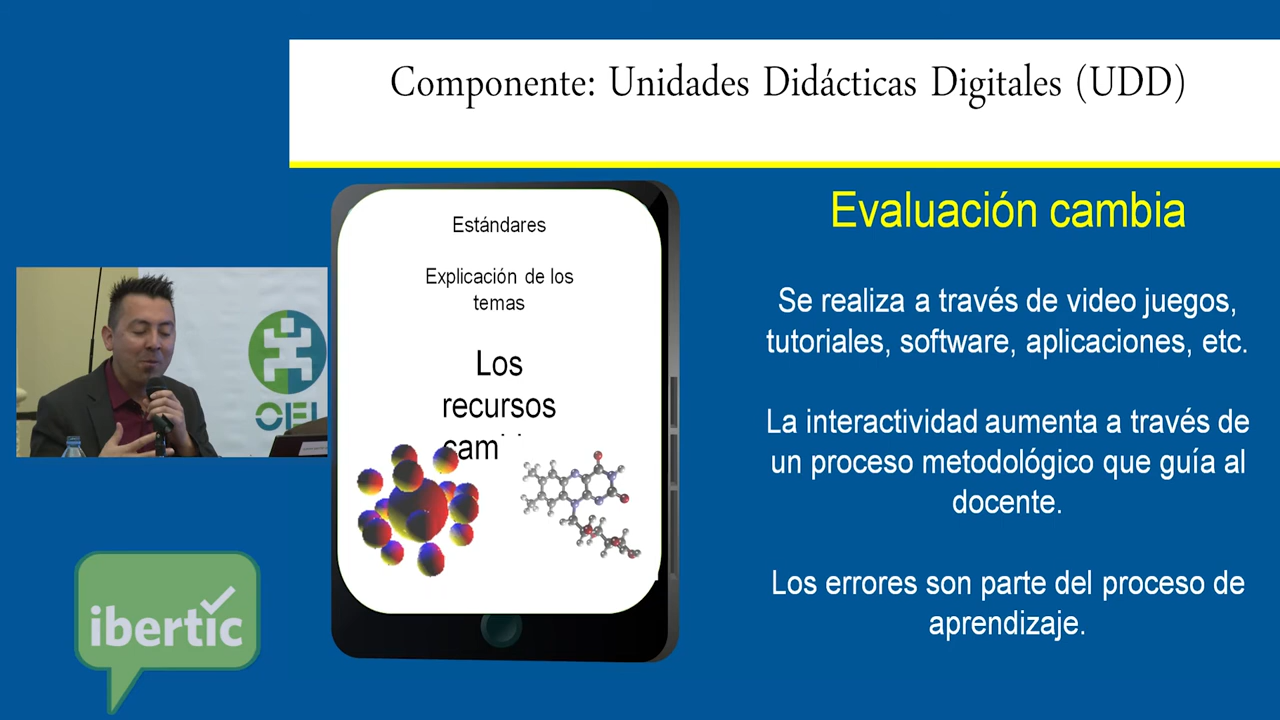 Componente: Unidades Didácticas Digitales (UDD)
Estándares
Explicación de los
temas
Los
recursos
Evaluación cambia
Se realiza a través de video juegos,
tutoriales, software, aplicaciones, etc.
La interactividad aumenta a través de
un proceso metodológico que guía al
docente.
Los errores son parte del proceso de
aprendizaje.
OEI
ibertic